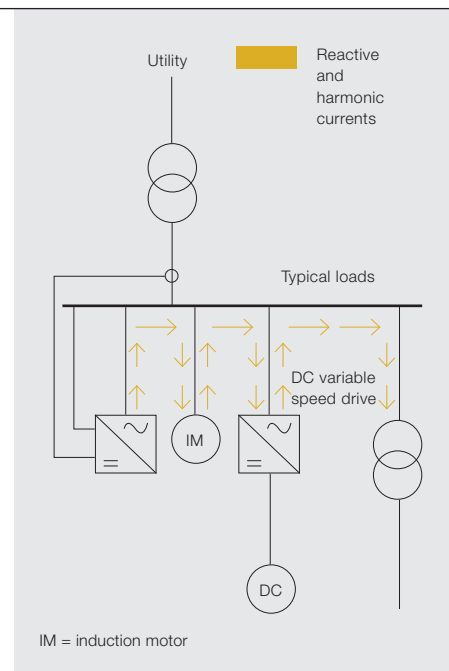 Utility
Reactive
and
harmonic
currents
Typical loads
DC variable
speed drive
IM
DC
IM = induction motor